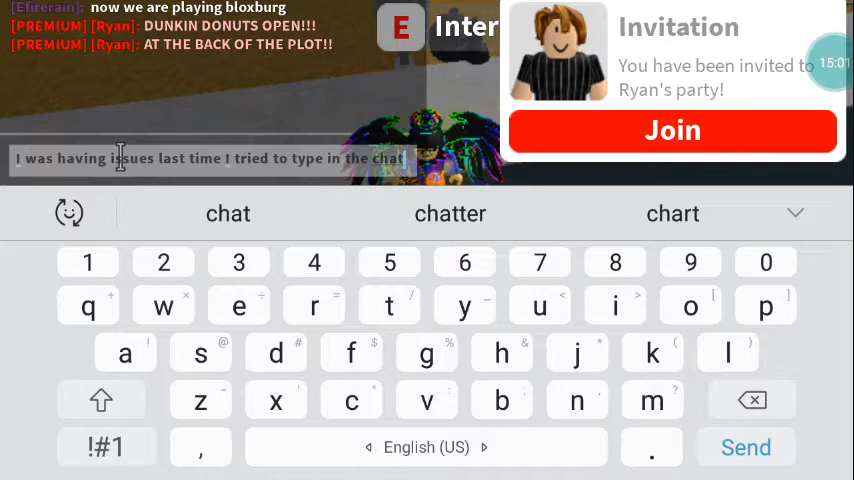 [Efirerain]: now we are playing bloxburg
[PREMIUM] [Ryan]: DUNKIN DONUTS OPEN!!!
[PREMIUM] [Ryan]: AT THE BACK OF THE PLOT!!
E Inter
Invitation
You have been invited to
Ryan's party!
15:01
Join
I was having issues last time I tried to type in the chat
chat chatter chart
1 2 3 4 5 6 7 8 9 0
q + w × e ÷ r = t / y _ u < i > o [ p ]
a ! s @ d # f $ g % h & j * k ( l )
z - x ' c " v : b ; n , m ?
!#1 , English (US) . Send